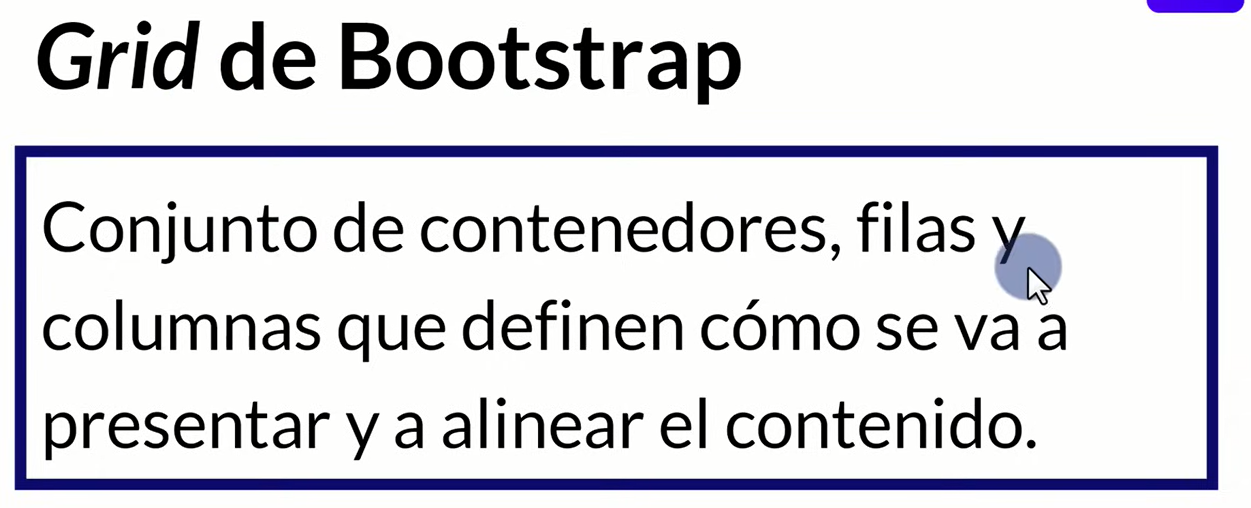 Grid de Bootstrap
Conjunto de contenedores, filas y
columnas que definen cómo se va a
presentar y a alinear el contenido.